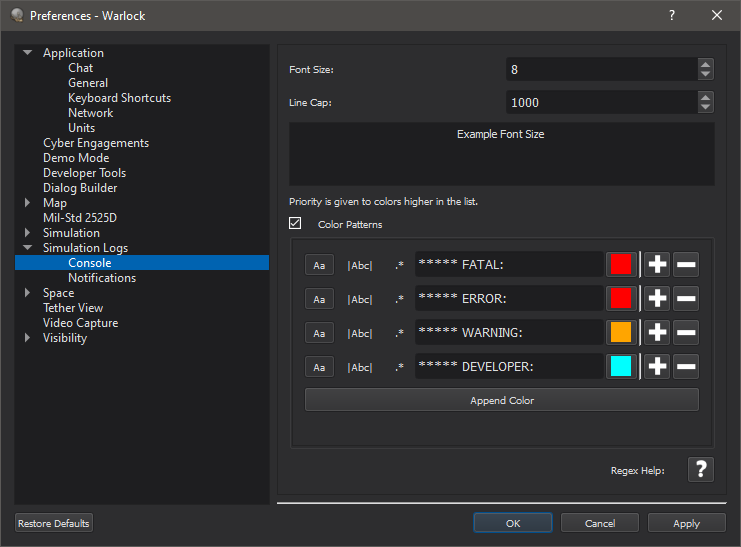 Preferences - Warlock
?
Application
Chat
General
Keyboard Shortcuts
Network
Units
Cyber Engagements
Demo Mode
Developer Tools
Dialog Builder
Map
Mil-Std 2525D
Simulation
Simulation Logs
Console
Notifications
Space
Tether View
Video Capture
Visibility
Font Size:
8
Line Cap:
1000
Example Font Size
Priority is given to colors higher in the list.
Color Patterns
Aa |Abc| .* ***** FATAL:
Aa |Abc| .* ***** ERROR:
Aa |Abc| .* ***** WARNING:
Aa |Abc| .* ***** DEVELOPER:
Append Color
Regex Help: ?
Restore Defaults
OK
Cancel
Apply